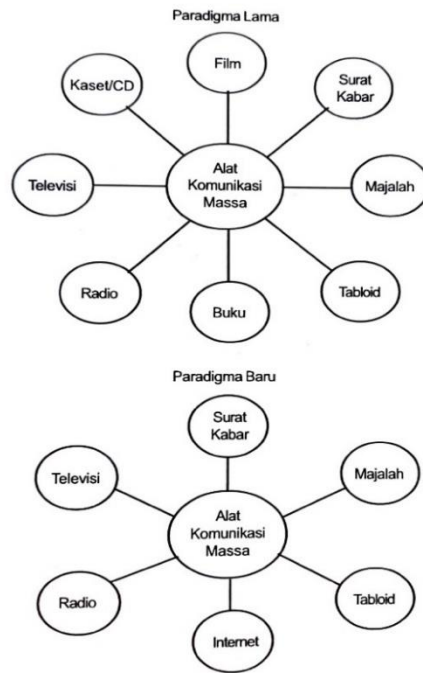 Paradigma Lama
Film
Kaset/CD
Surat
Kabar
Televisi
Alat
Komunikasi
Massa
Majalah
Radio
Buku
Tabloid
Paradigma Baru
Surat
Kabar
Televisi
Majalah
Alat
Komunikasi
Massa
Radio
Tabloid
Internet